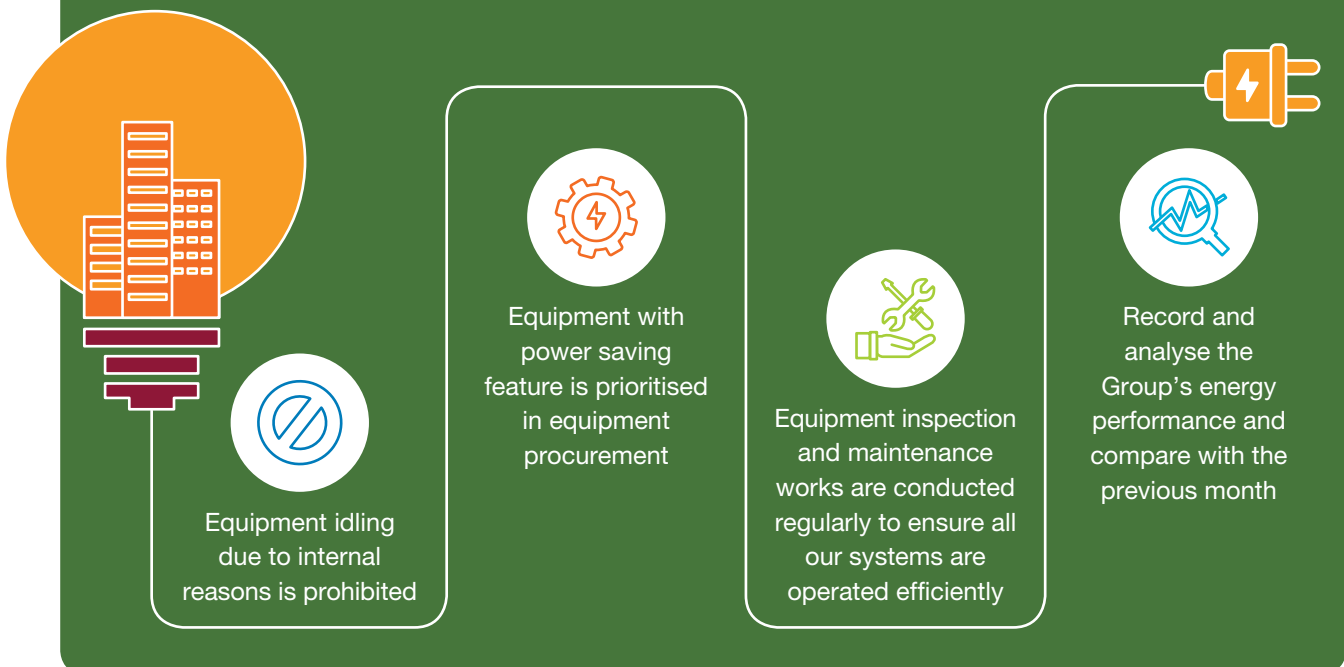 Equipment idling
due to internal
reasons is prohibited
Equipment with
power saving
feature is prioritised
in equipment
procurement
Equipment inspection
and maintenance
works are conducted
regularly to ensure all
our systems are
operated efficiently
Record and
analyse the
Group's energy
performance and
compare with the
previous month